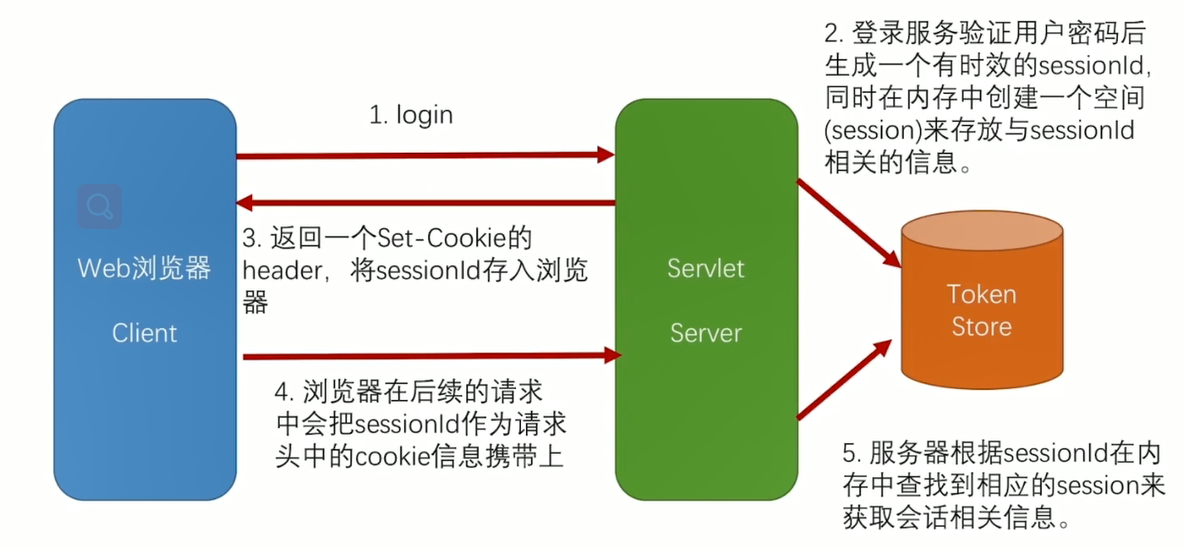 2. 登录服务验证用户密码后
生成一个有时效的sessionId，
同时在内存中创建一个空间
(session)来存放与sessionId
相关的信息。
1. login
3. 返回一个Set-Cookie的
header，将sessionId存入浏览
器
Web浏览器
Client
Servlet
Server
Token
Store
4. 浏览器在后续的请求
中会把sessionId作为请求
头中的cookie信息携带上
5. 服务器根据sessionId在内
存中查找到相应的session来
获取会话相关信息。